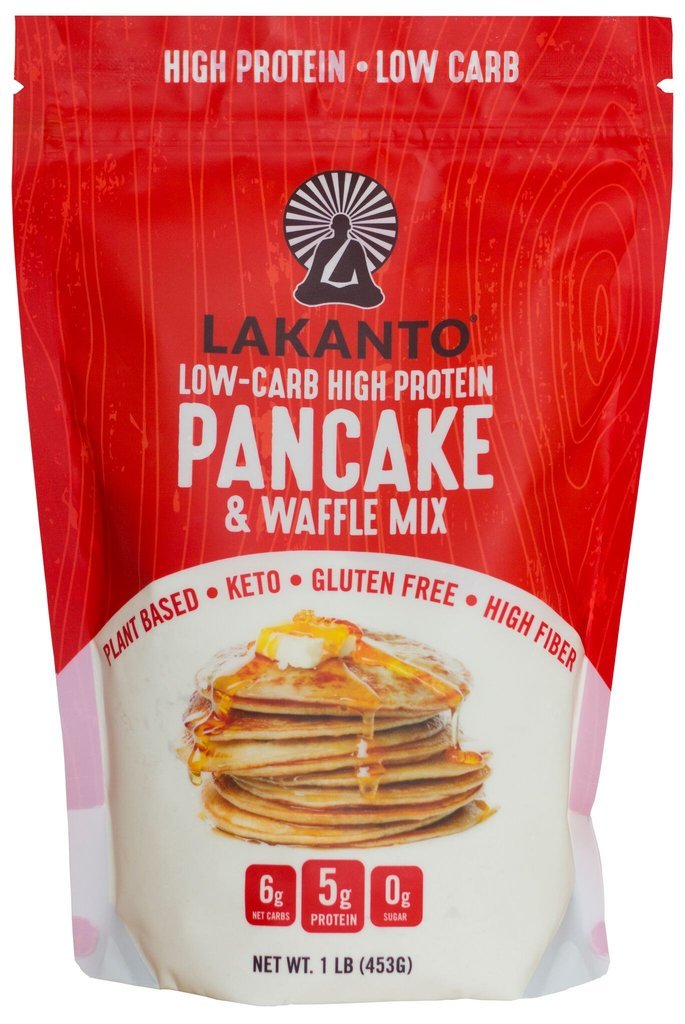 HIGH PROTEIN • LOW CARB
LAKANTO®
LOW-CARB HIGH PROTEIN
PANCAKE
& WAFFLE MIX
PLANT BASED • KETO • GLUTEN FREE • HIGH FIBER
6g
NET CARBS
5g
PROTEIN
0g
SUGAR
NET WT. 1 LB (453G)